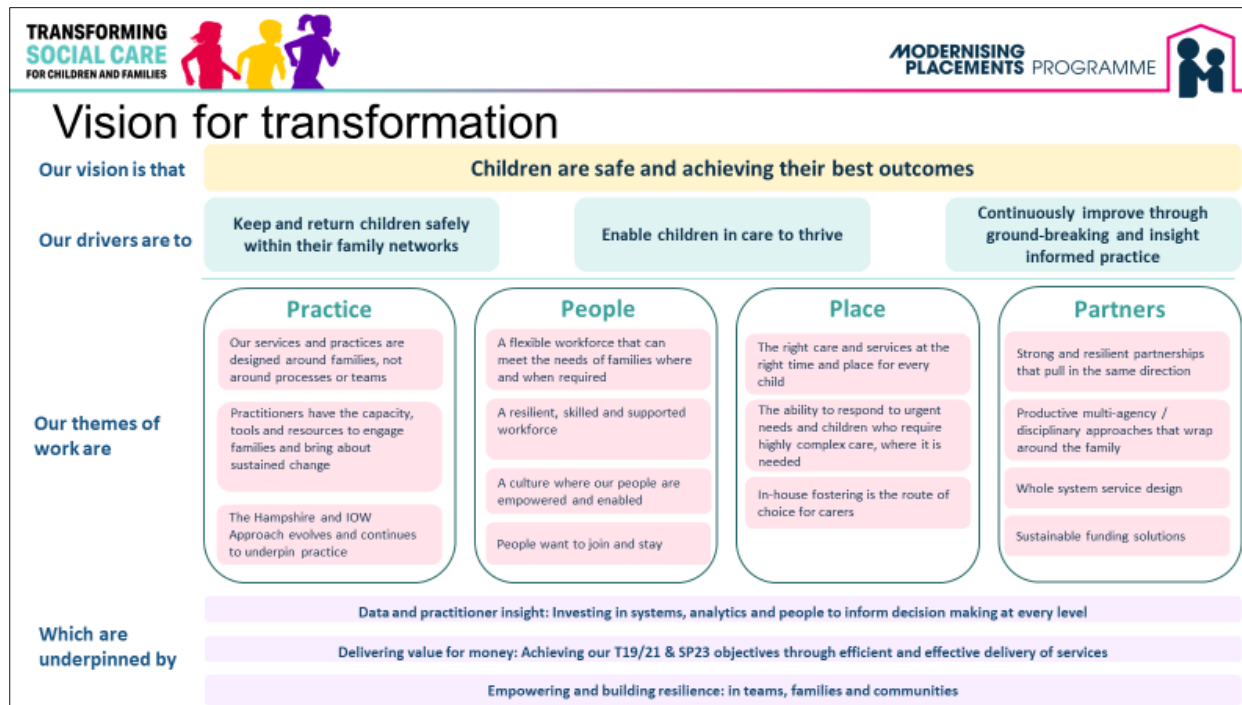 TRANSFORMING
SOCIAL CARE
FOR CHILDREN AND FAMILIES
MODERNISING
PLACEMENTS PROGRAMME
Vision for transformation
Our vision is that
Children are safe and achieving their best outcomes
Our drivers are to
Keep and return children safely
within their family networks
Enable children in care to thrive
Continuously improve through
ground-breaking and insight
informed practice
Our themes of
work are
Practice
Our services and practices are
designed around families, not
around processes or teams
Practitioners have the capacity,
tools and resources to engage
families and bring about
sustained change
The Hampshire and IOW
Approach evolves and continues
to underpin practice
People
A flexible workforce that can
meet the needs of families where
and when required
A resilient, skilled and supported
workforce
A culture where our people are
empowered and enabled
People want to join and stay
Place
The right care and services at the
right time and place for every
child
The ability to respond to urgent
needs and children who require
highly complex care, where it is
needed
In-house fostering is the route of
choice for carers
Partners
Strong and resilient partnerships
that pull in the same direction
Productive multi-agency /
disciplinary approaches that wrap
around the family
Whole system service design
Sustainable funding solutions
Which are
underpinned by
Data and practitioner insight: Investing in systems, analytics and people to inform decision making at every level
Delivering value for money: Achieving our T19/21 & SP23 objectives through efficient and effective delivery of services
Empowering and building resilience: in teams, families and communities